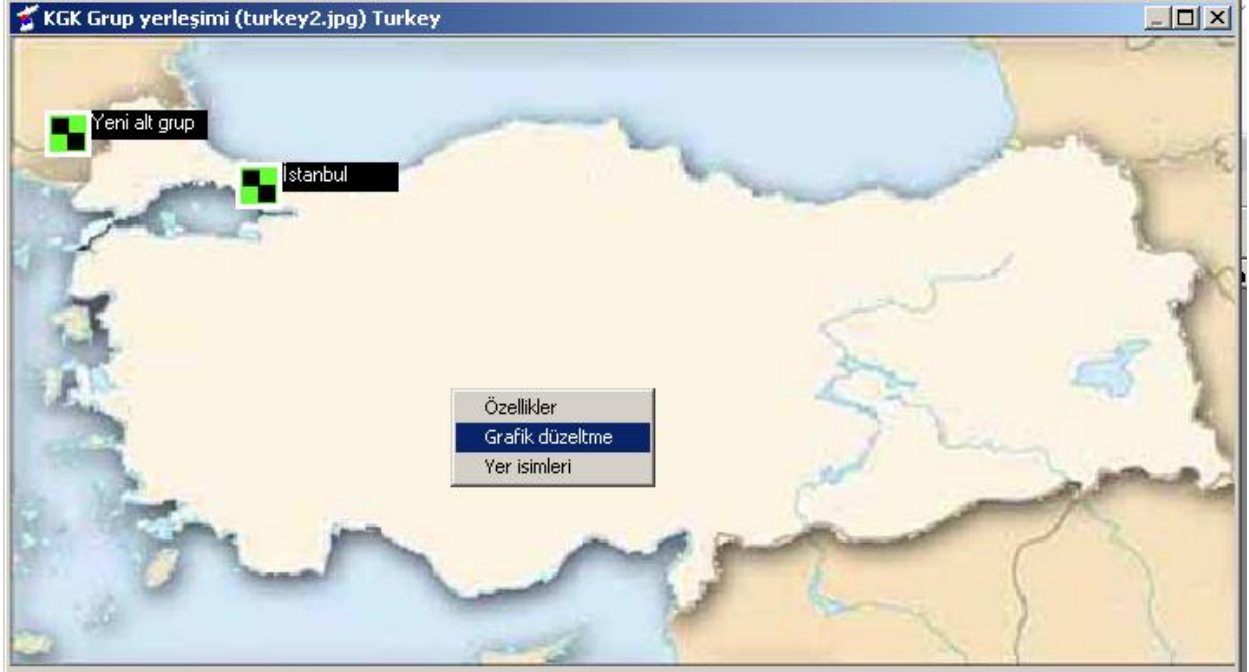 KGK Grup yerleşimi (turkey2.jpg) Turkey
Yeni alt grup
İstanbul
Özellikler
Grafik düzeltme
Yer isimleri